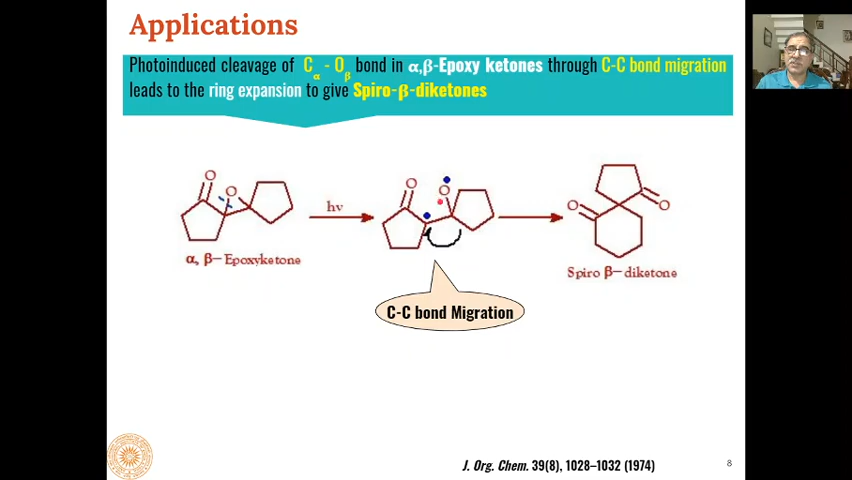 Applications
Photoinduced cleavage of Cα - Oβ bond in α,β-Epoxy ketones through C-C bond migration
leads to the ring expansion to give Spiro-β-diketones
O
O
hν
O
O
O
O
α, β- Epoxyketone
Spiro β- diketone
C-C bond Migration
J. Org. Chem. 39(8), 1028–1032 (1974)
8